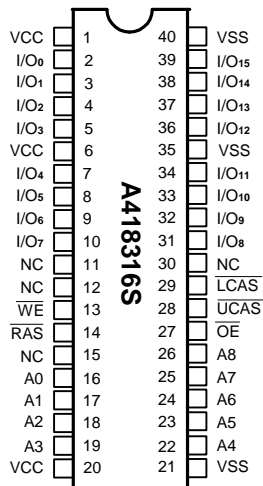 VCC 1 40 VSS
I/O0 2 39 I/O15
I/O1 3 38 I/O14
I/O2 4 37 I/O13
I/O3 5 36 I/O12
VCC 6 35 VSS
I/O4 7 34 I/O11
I/O5 8 33 I/O10
I/O6 9 32 I/O9
I/O7 10 31 I/O8
NC 11 30 NC
NC 12 29 LCAS
WE 13 28 UCAS
RAS 14 27 OE
NC 15 26 A8
A0 16 25 A7
A1 17 24 A6
A2 18 23 A5
A3 19 22 A4
VCC 20 21 VSS
A418316S